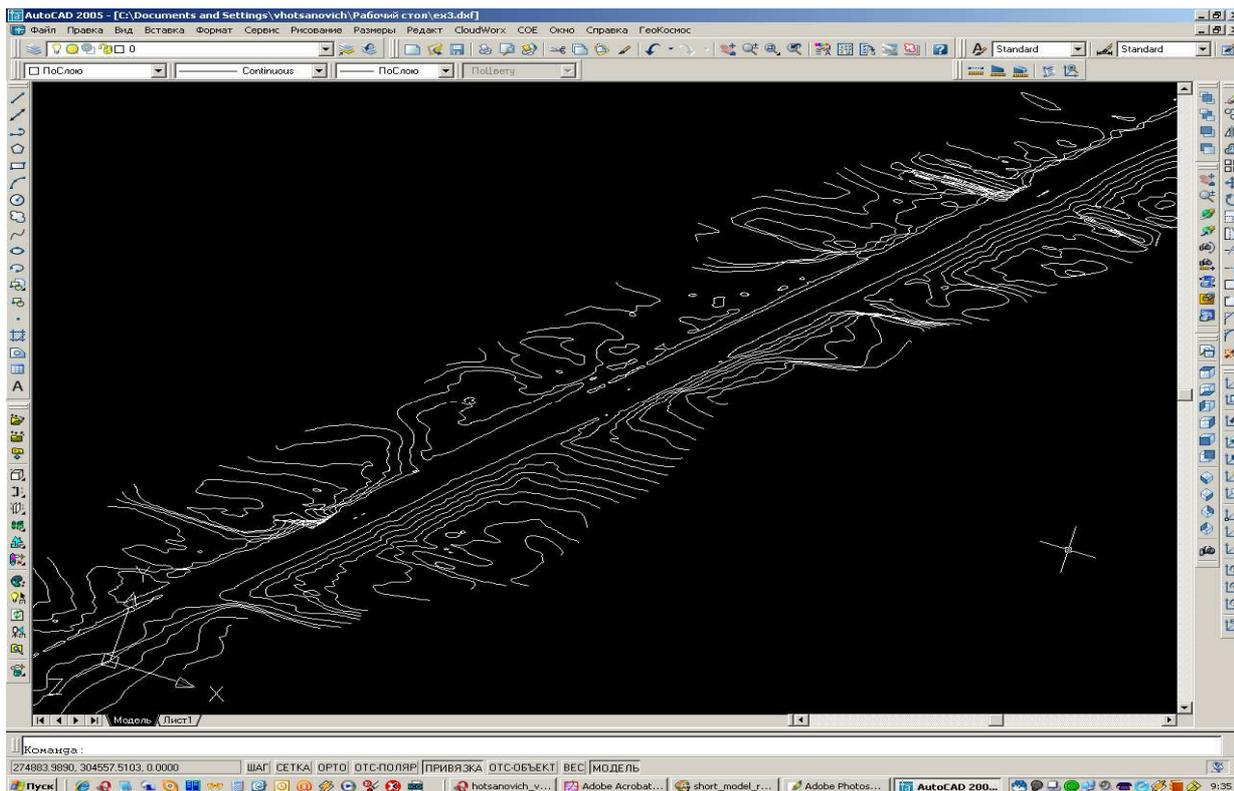 AutoCAD 2005 - [C:\Documents and Settings\vhotsanovich\Рабочий стол\ex3.dxf]
Файл Правка Вид Вставка Формат Сервис Рисование Размеры Редакт CloudWorx COE Окно Справка ГеоКосмос
0 Standard Standard
ПоСлою Continuous ПоСлою ПоЦвету
A
Y
Z X
Модель Лист1
Команда:
274883.9890, 304557.5103, 0.0000 ШАГ СЕТКА ОРТО ОТС-ПОЛЯР ПРИВЯЗКА ОТС-ОБЪЕКТ ВЕС МОДЕЛЬ
Пуск hotsanovich_v... Adobe Acrobat... short_model_r... Adobe Photos... AutoCAD 200... 9:35